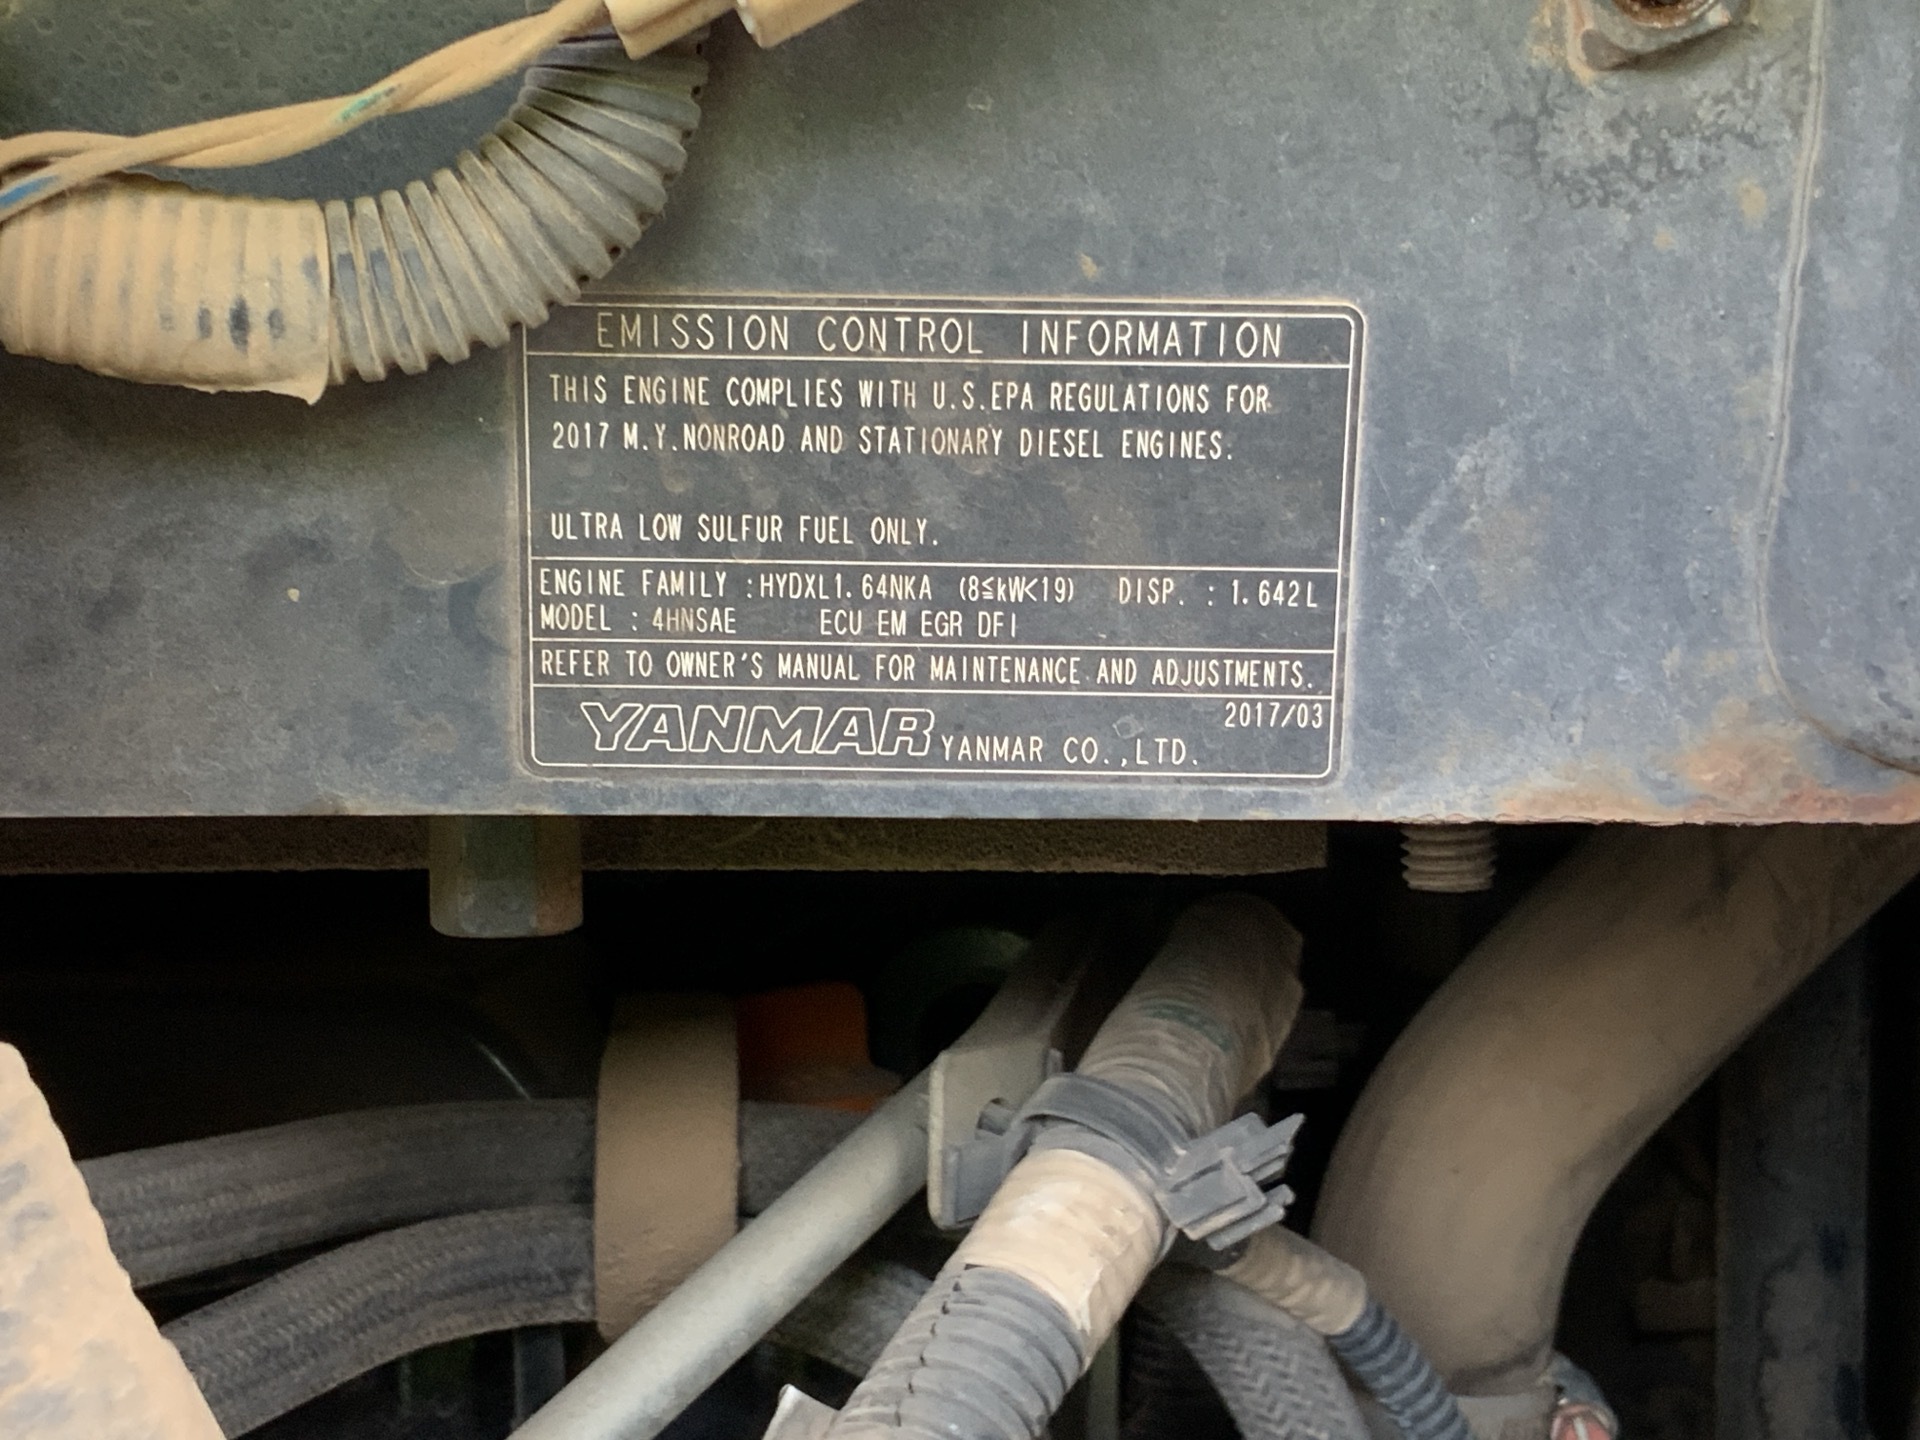 EMISSION CONTROL INFORMATION
THIS ENGINE COMPLIES WITH U.S.EPA REGULATIONS FOR
2017 M.Y.NONROAD AND STATIONARY DIESEL ENGINES.
ULTRA LOW SULFUR FUEL ONLY.
ENGINE FAMILY :HYDXL1.64NKA (8≦kW<19) DISP. : 1.642L
MODEL : 4HNSAE ECU EM EGR DFI
REFER TO OWNER'S MANUAL FOR MAINTENANCE AND ADJUSTMENTS.
2017/03
YANMAR YANMAR CO.,LTD.